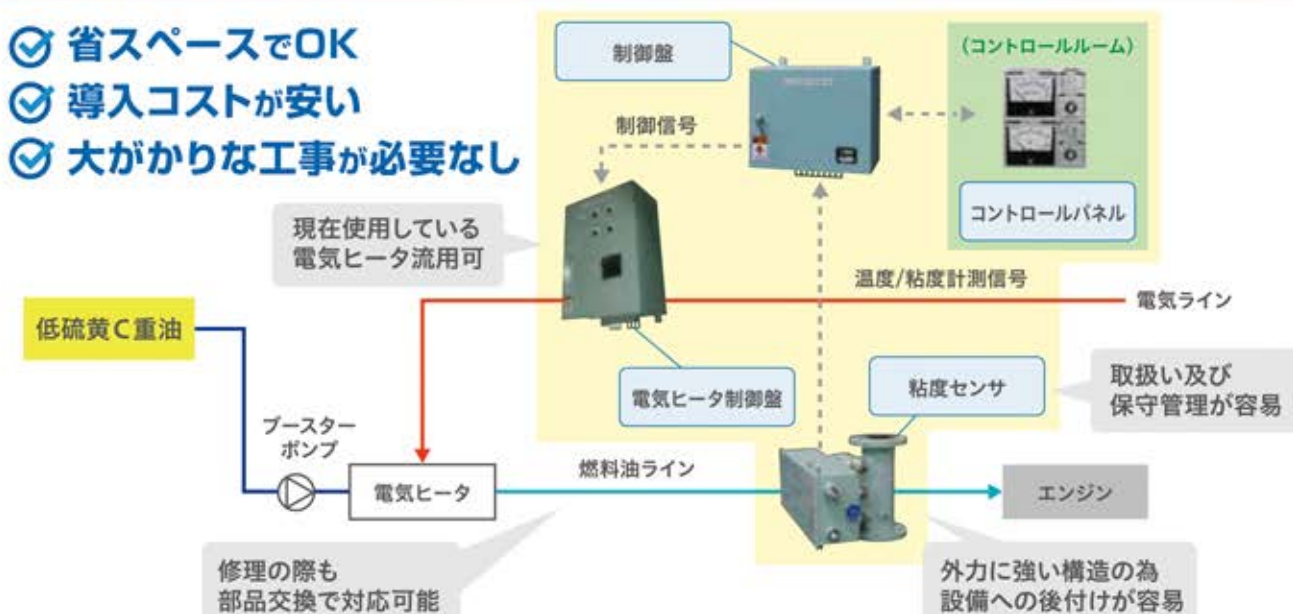 省スペースでOK
導入コストが安い
大がかりな工事が必要なし
制御盤
(コントロールルーム)
制御信号
コントロールパネル
現在使用している
電気ヒータ流用可
温度/粘度計測信号
電気ライン
低硫黄C重油
電気ヒータ制御盤
粘度センサ
取扱い及び
保守管理が容易
ブースター
ポンプ
電気ヒータ
燃料油ライン
エンジン
修理の際も
部品交換で対応可能
外力に強い構造の為
設備への後付けが容易